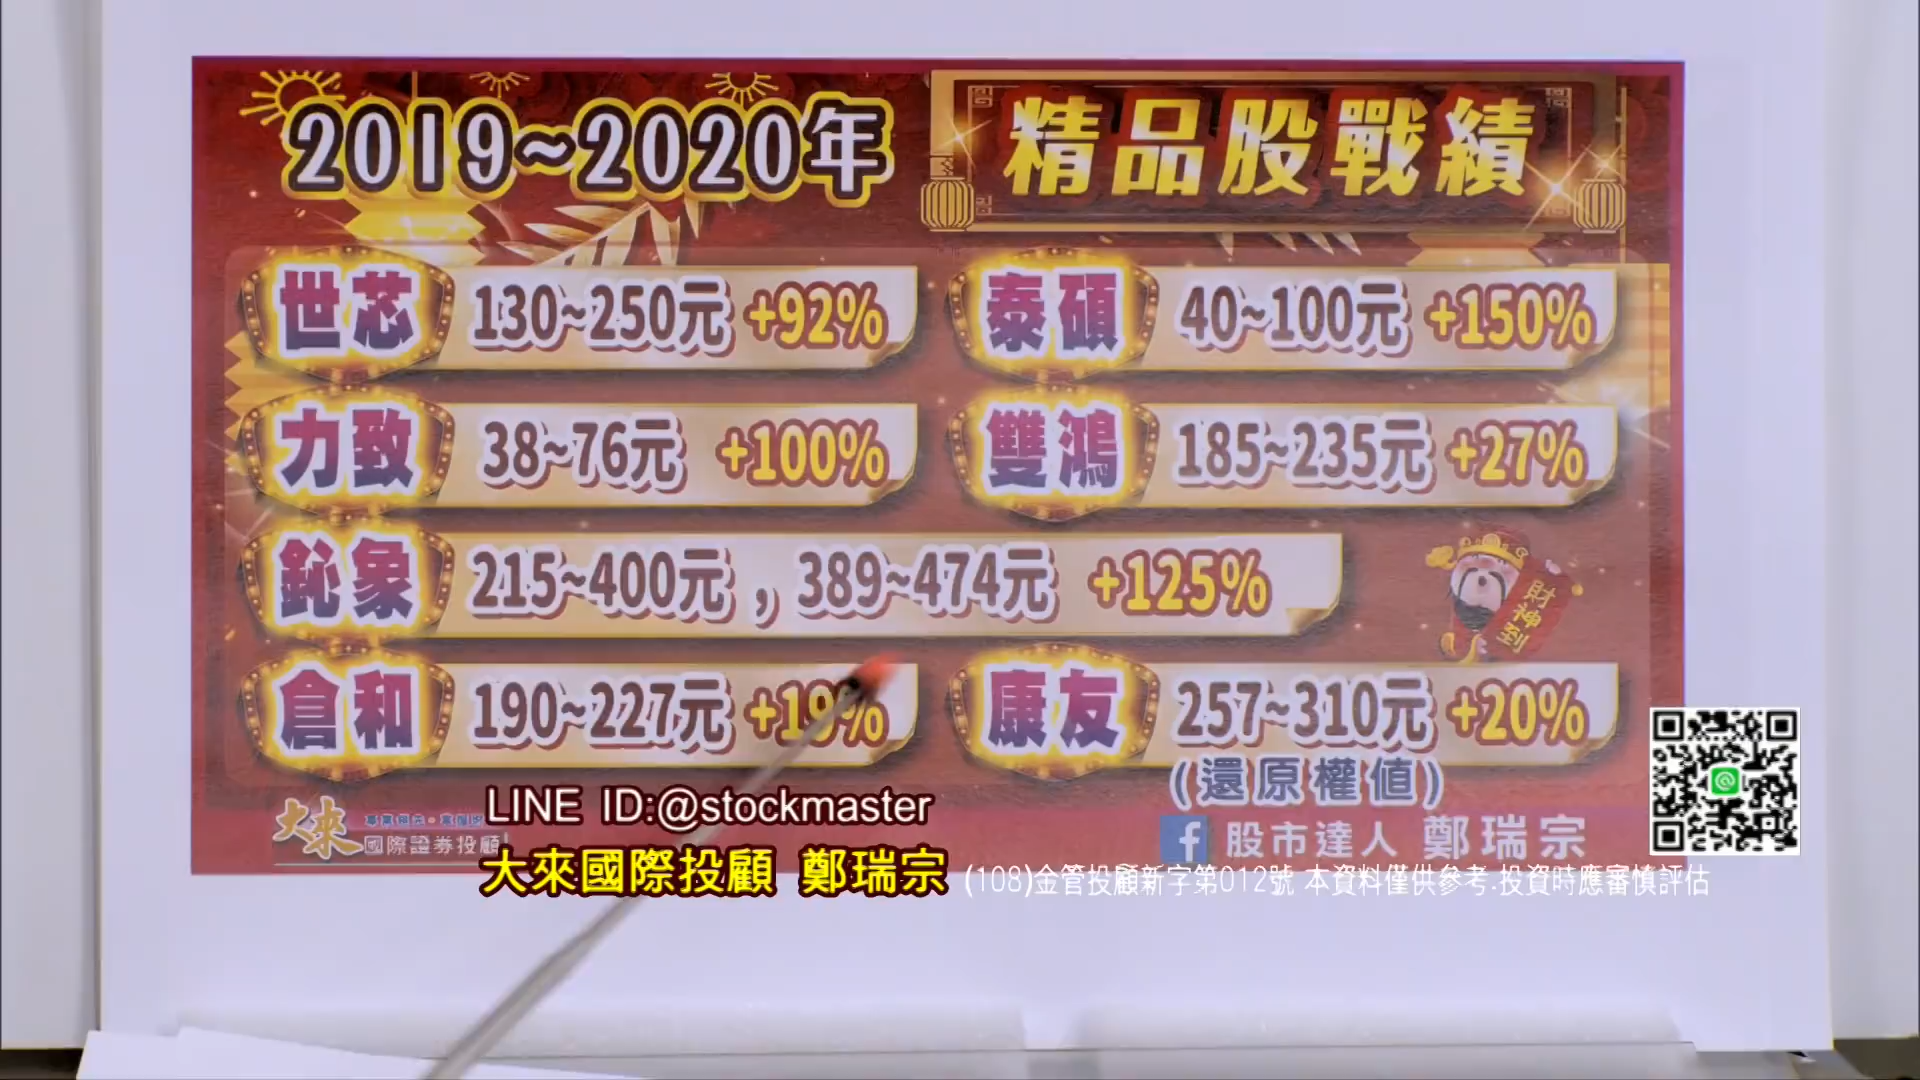 2019~2020年 精品股戰績
世芯 130~250元 +92% 泰碩 40~100元 +150%
力致 38~76元 +100% 雙鴻 185~235元 +27%
鈊象 215~400元,389~474元 +125%
財神到
倉和 190~227元 +19% 康友 257~310元 +20%
(還原權值)
LINE ID:@stockmaster
大來 國際證券投顧 f 股市達人 鄭瑞宗
大來國際投顧 鄭瑞宗 (108)金管投顧新字第012號 本資料僅供參考.投資時應審慎評估